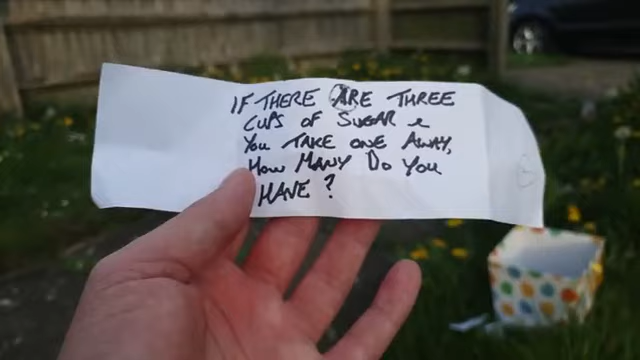 IF THERE ARE THREE
CUPS OF SUGAR &
YOU TAKE ONE AWAY,
HOW MANY DO YOU
HAVE?